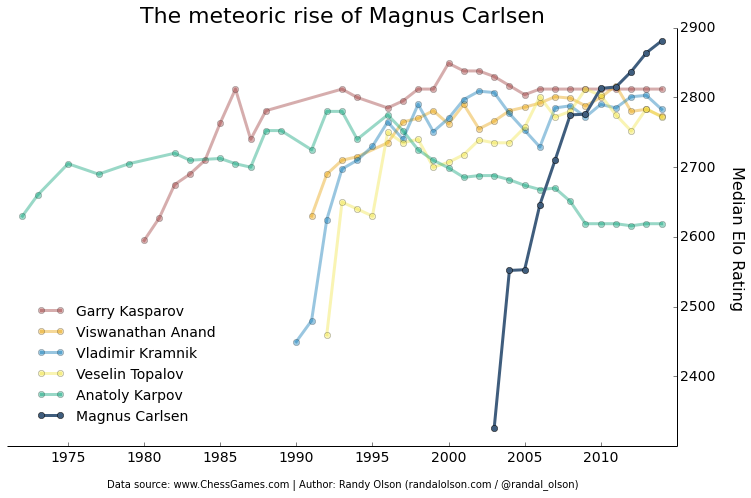 The meteoric rise of Magnus Carlsen
2900
2800
2700
2600
2500
2400
Median Elo Rating
Garry Kasparov
Viswanathan Anand
Vladimir Kramnik
Veselin Topalov
Anatoly Karpov
Magnus Carlsen
1975 1980 1985 1990 1995 2000 2005 2010
Data source: www.ChessGames.com | Author: Randy Olson (randalolson.com / @randal_olson)